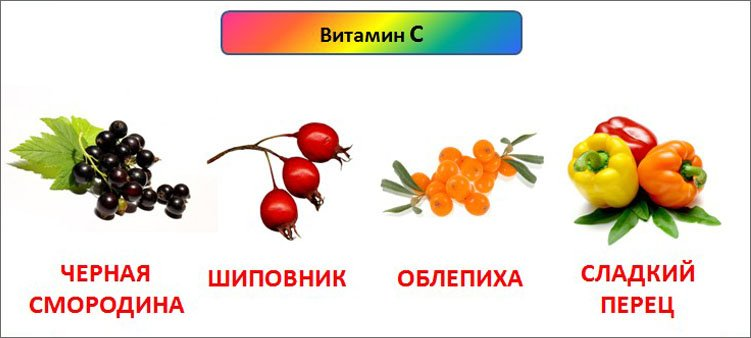 Витамин С
ЧЕРНАЯ
СМОРОДИНА
ШИПОВНИК
ОБЛЕПИХА
СЛАДКИЙ
ПЕРЕЦ